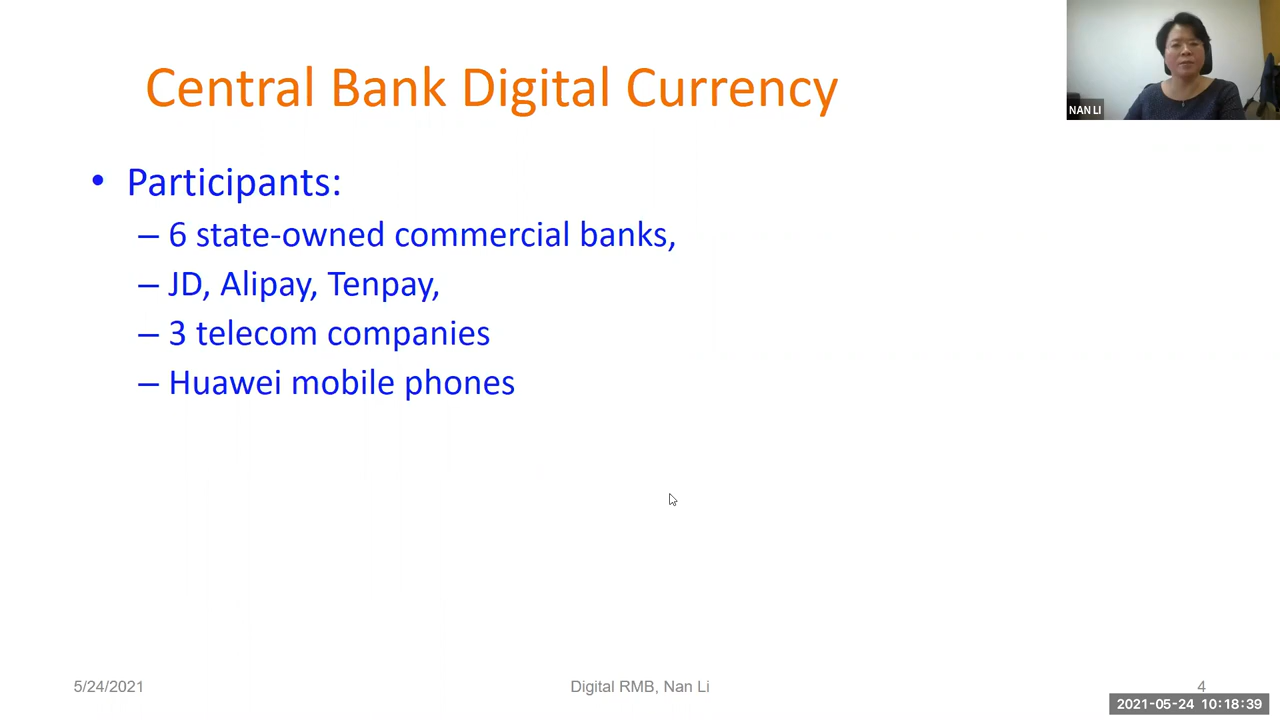 Central Bank Digital Currency
NAN LI
• Participants:
– 6 state-owned commercial banks,
– JD, Alipay, Tenpay,
– 3 telecom companies
– Huawei mobile phones
5/24/2021
Digital RMB, Nan Li
4
2021-05-24 10:18:39